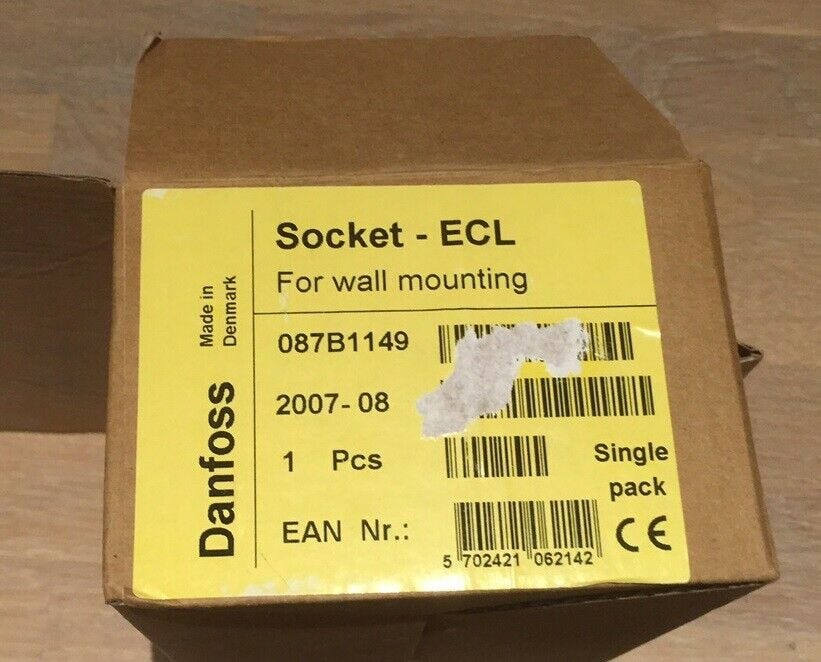 Socket - ECL
For wall mounting
Made in
Denmark
Danfoss
087B1149
2007-08
1 Pcs
Single
pack
EAN Nr.:
5 702421 062142
CE